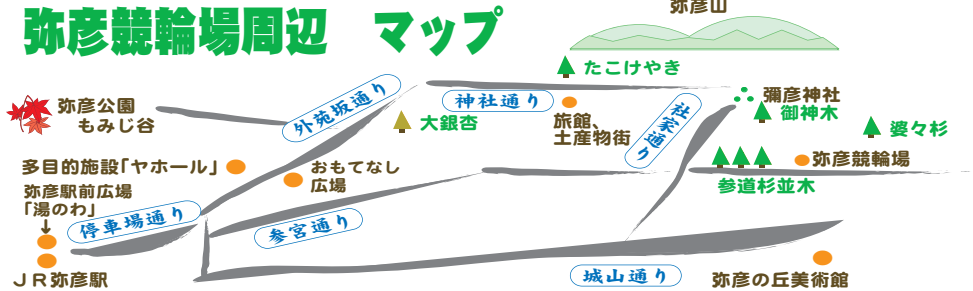 弥彦山
弥彦競輪場周辺 マップ
たこけやき
外苑坂通り
神社通り
社家通り
彌彦神社
御神木
弥彦公園
もみじ谷
大銀杏
旅館、
土産物街
婆々杉
多目的施設「ヤホール」
おもてなし
広場
弥彦競輪場
参道杉並木
弥彦駅前広場
「湯のわ」
↓
停車場通り
参宮通り
城山通り
JR弥彦駅
弥彦の丘美術館